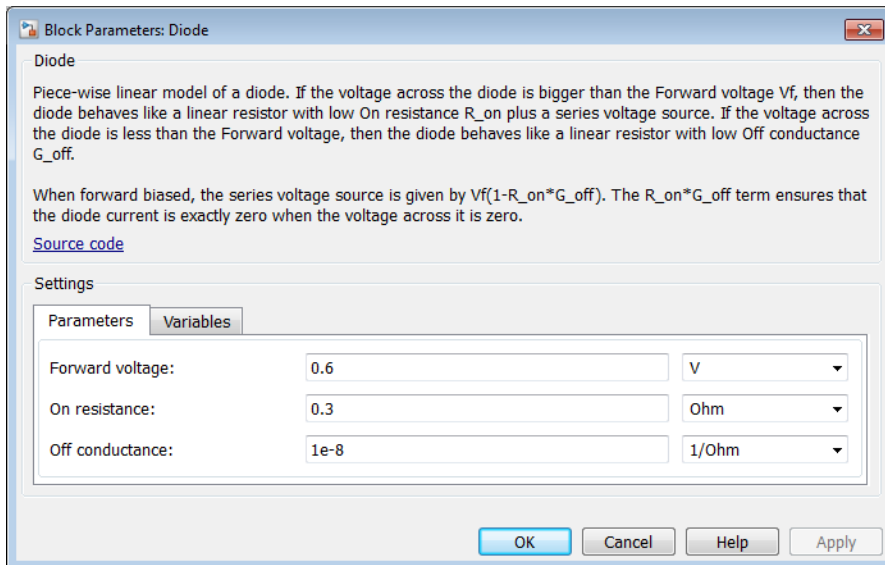 Block Parameters: Diode
Diode
Piece-wise linear model of a diode. If the voltage across the diode is bigger than the Forward voltage Vf, then the
diode behaves like a linear resistor with low On resistance R_on plus a series voltage source. If the voltage across
the diode is less than the Forward voltage, then the diode behaves like a linear resistor with low Off conductance
G_off.
When forward biased, the series voltage source is given by Vf(1-R_on*G_off). The R_on*G_off term ensures that
the diode current is exactly zero when the voltage across it is zero.
Source code
Settings
Parameters Variables
Forward voltage: 0.6 V
On resistance: 0.3 Ohm
Off conductance: 1e-8 1/Ohm
OK Cancel Help Apply